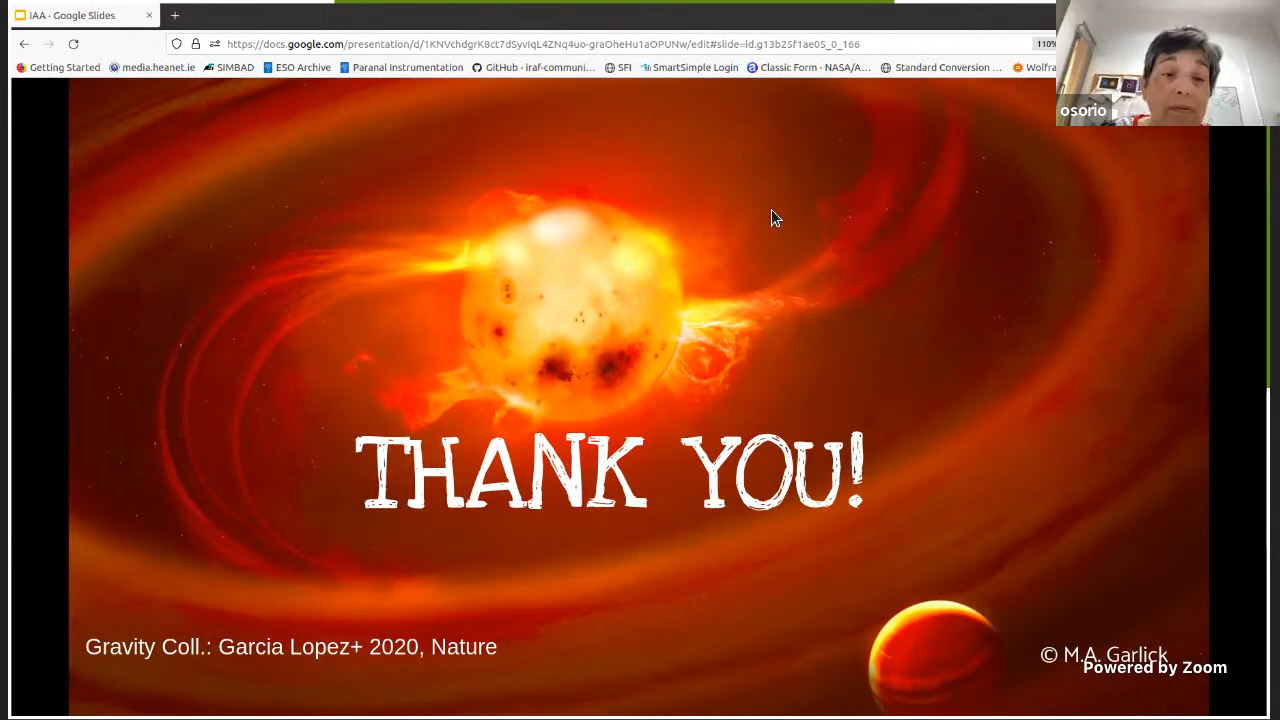 IAA - Google Slides
https://docs.google.com/presentation/d/1KNVchdgrK8ct7dSyvIqL4ZNq4uo-graOheHu1aOPUNw/edit#slide=id.g13b25f1ae05_0_166
110%
Getting Started
media.heanet.ie
SIMBAD
ESO Archive
Paranal Instrumentation
GitHub - iraf-communi...
SFI
SmartSimple Login
Classic Form - NASA/A...
Standard Conversion ...
Wolfra
osorio
THANK YOU!
Gravity Coll.: Garcia Lopez+ 2020, Nature
© M.A. Garlick
Powered by Zoom